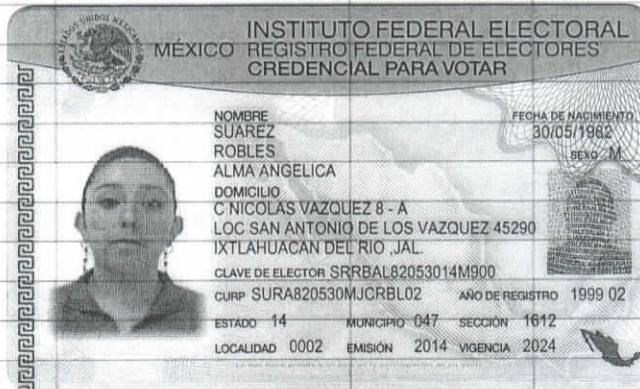 ESTADOS UNIDOS MEXICANOS
MÉXICO
INSTITUTO FEDERAL ELECTORAL
REGISTRO FEDERAL DE ELECTORES
CREDENCIAL PARA VOTAR
NOMBRE
SUAREZ
ROBLES
ALMA ANGELICA
FECHA DE NACIMIENTO
30/05/1982
SEXO M
DOMICILIO
C NICOLAS VAZQUEZ 8 - A
LOC SAN ANTONIO DE LOS VAZQUEZ 45290
IXTLAHUACAN DEL RIO ,JAL.
CLAVE DE ELECTOR SRRBAL82053014M900
CURP SURA820530MJCRBL02 AÑO DE REGISTRO 1999 02
ESTADO 14 MUNICIPIO 047 SECCIÓN 1612
LOCALIDAD 0002 EMISIÓN 2014 VIGENCIA 2024